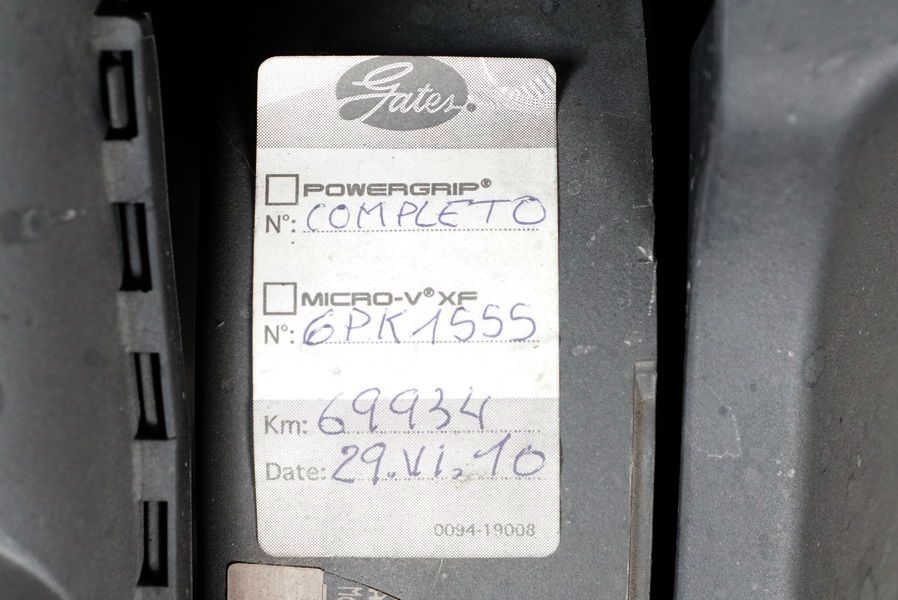 Gates
POWERGRIP®
N°: COMPLETO
MICRO-V® XF
N°: 6PK1555
Km: 69934
Date: 29.VI.10
0094-19008